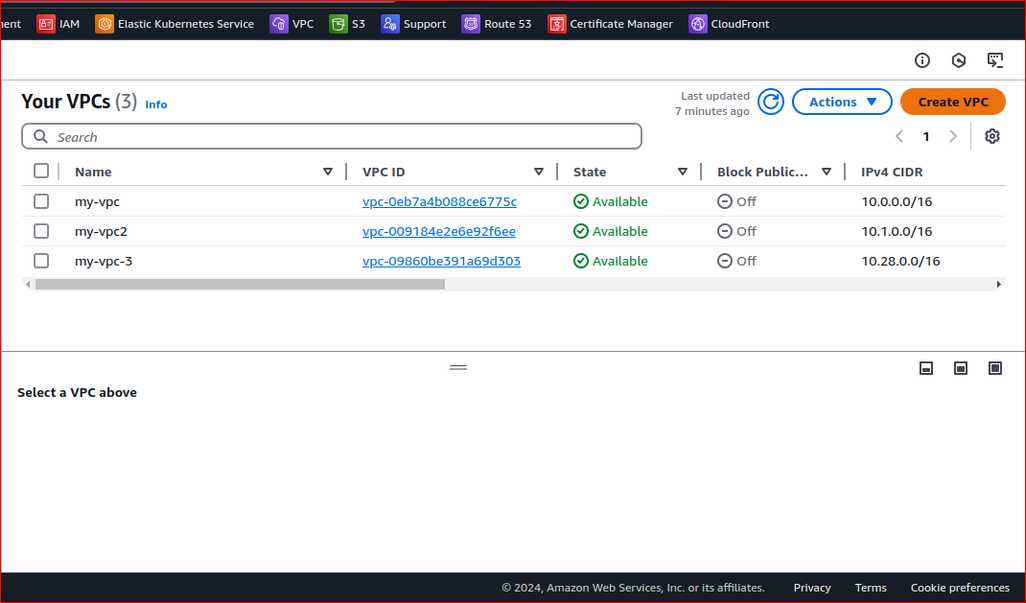 IAM Elastic Kubernetes Service VPC S3 Support Route 53 Certificate Manager CloudFront
Your VPCs (3) Info
Last updated
7 minutes ago
Actions
Create VPC
Search
1
Name VPC ID State Block Public... IPv4 CIDR
my-vpc vpc-0eb7a4b088ce6775c Available Off 10.0.0.0/16
my-vpc2 vpc-009184e2e6e92f6ee Available Off 10.1.0.0/16
my-vpc-3 vpc-09860be391a69d303 Available Off 10.28.0.0/16
Select a VPC above
© 2024, Amazon Web Services, Inc. or its affiliates. Privacy Terms Cookie preferences